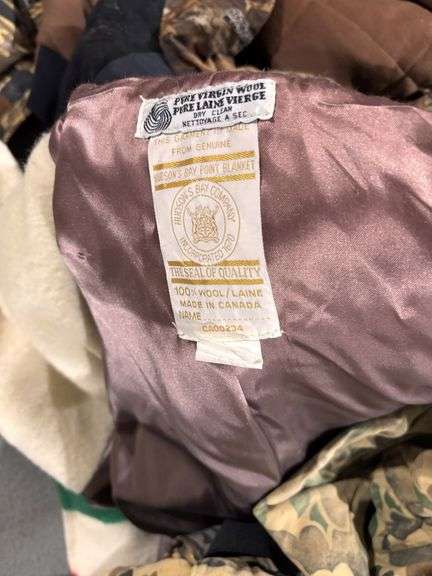 PURE VIRGIN WOOL
PURE LAINE VIERGE
DRY CLEAN
NETTOYAGE A SEC
THIS GARMENT IS MADE
FROM GENUINE
HUDSON'S BAY POINT BLANKET
HUDSON'S BAY COMPANY
INCORPORATED 1670
THE SEAL OF QUALITY
100% WOOL/LAINE
MADE IN CANADA
NAME
CA00234